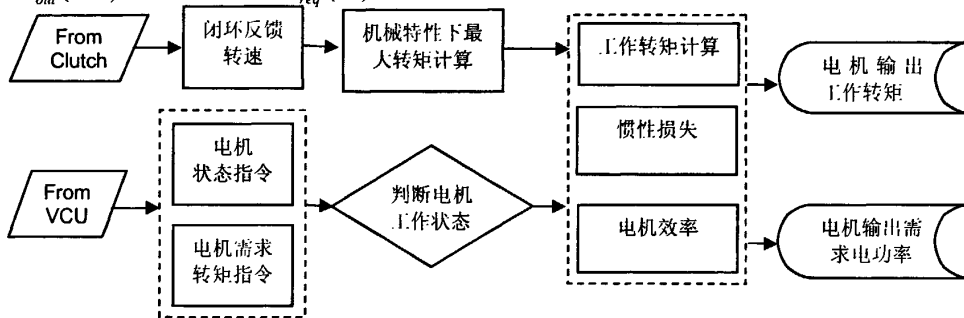 From
Clutch
闭环反馈
转速
机械特性下最
大转矩计算
工作转矩计算
电机输出
工作转矩
惯性损失
From
VCU
电机
状态指令
判断电机
工作状态
电机需求
转矩指令
电机效率
电机输出需
求电功率